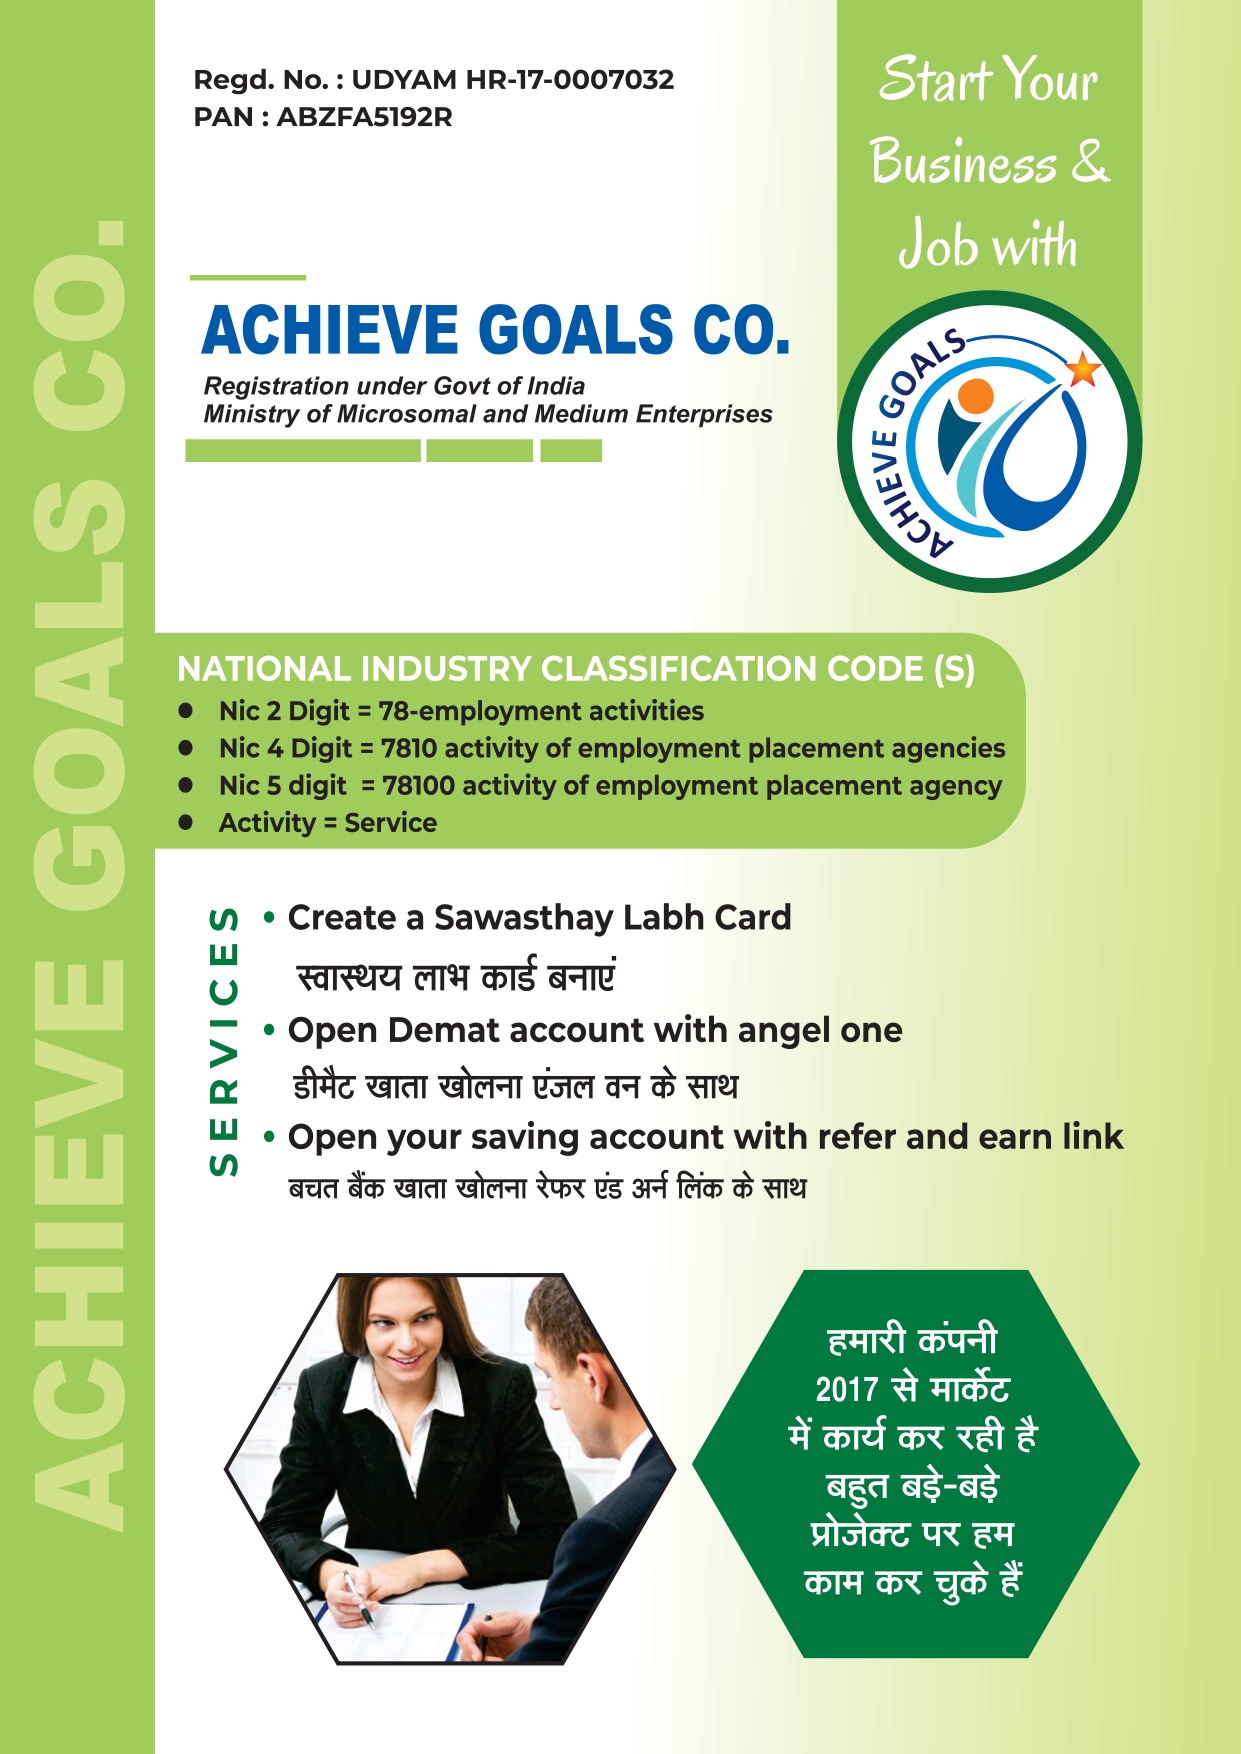 Regd. No. : UDYAM HR-17-0007032
PAN : ABZFA5192R
Start Your
Business &
Job with
ACHIEVE GOALS CO.
Registration under Govt of India
Ministry of Microsomal and Medium Enterprises
ACHIEVE GOALS
ACHIEVE GOALS CO.
NATIONAL INDUSTRY CLASSIFICATION CODE (S)
● Nic 2 Digit = 78-employment activities
● Nic 4 Digit = 7810 activity of employment placement agencies
● Nic 5 digit = 78100 activity of employment placement agency
● Activity = Service
SERVICES
• Create a Sawasthay Labh Card
स्वास्थय लाभ कार्ड बनाएं
• Open Demat account with angel one
डीमैट खाता खोलना एंजल वन के साथ
• Open your saving account with refer and earn link
बचत बैंक खाता खोलना रेफर एंड अर्न लिंक के साथ
हमारी कंपनी
2017 से मार्केट
में कार्य कर रही है
बहुत बड़े-बड़े
प्रोजेक्ट पर हम
काम कर चुके हैं